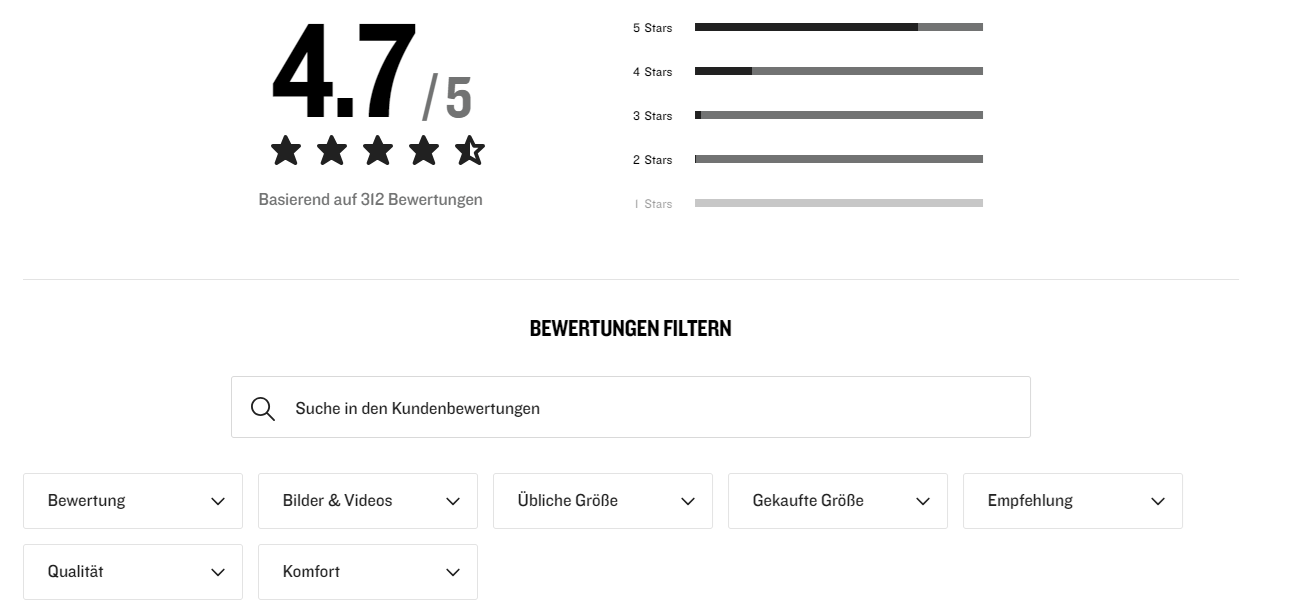 4.7 / 5
Basierend auf 312 Bewertungen
5 Stars
4 Stars
3 Stars
2 Stars
1 Stars
BEWERTUNGEN FILTERN
Suche in den Kundenbewertungen
Bewertung
Bilder & Videos
Übliche Größe
Gekaufte Größe
Empfehlung
Qualität
Komfort